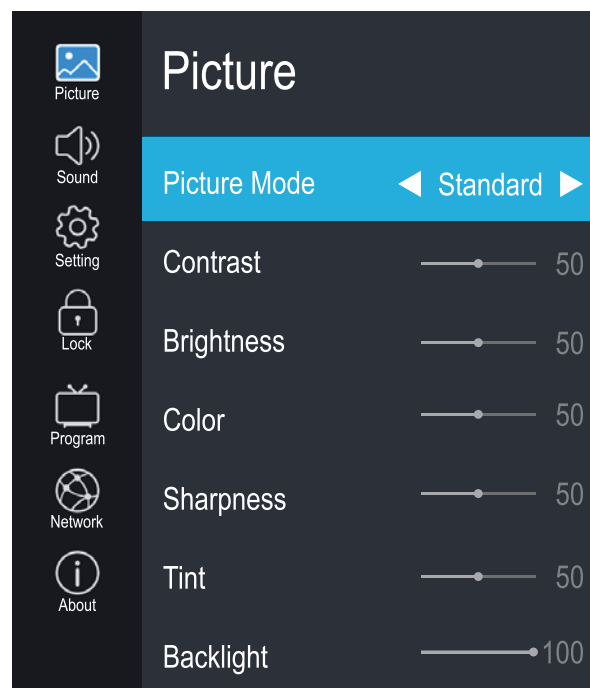 Picture
Sound
Setting
Lock
Program
Network
About
Picture
Picture Mode Standard
Contrast 50
Brightness 50
Color 50
Sharpness 50
Tint 50
Backlight 100